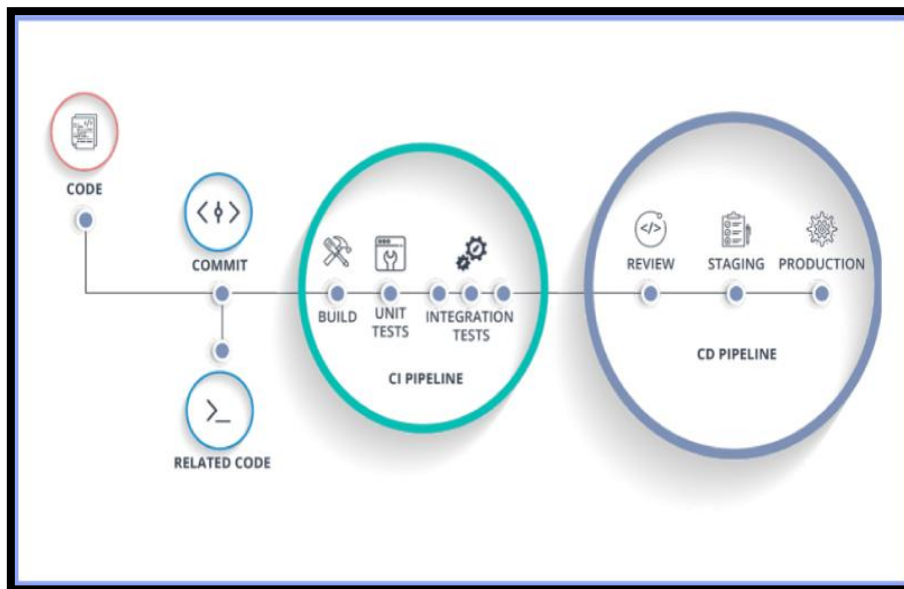 CODE
COMMIT
RELATED CODE
BUILD
UNIT
TESTS
INTEGRATION
TESTS
CI PIPELINE
REVIEW
STAGING
PRODUCTION
CD PIPELINE